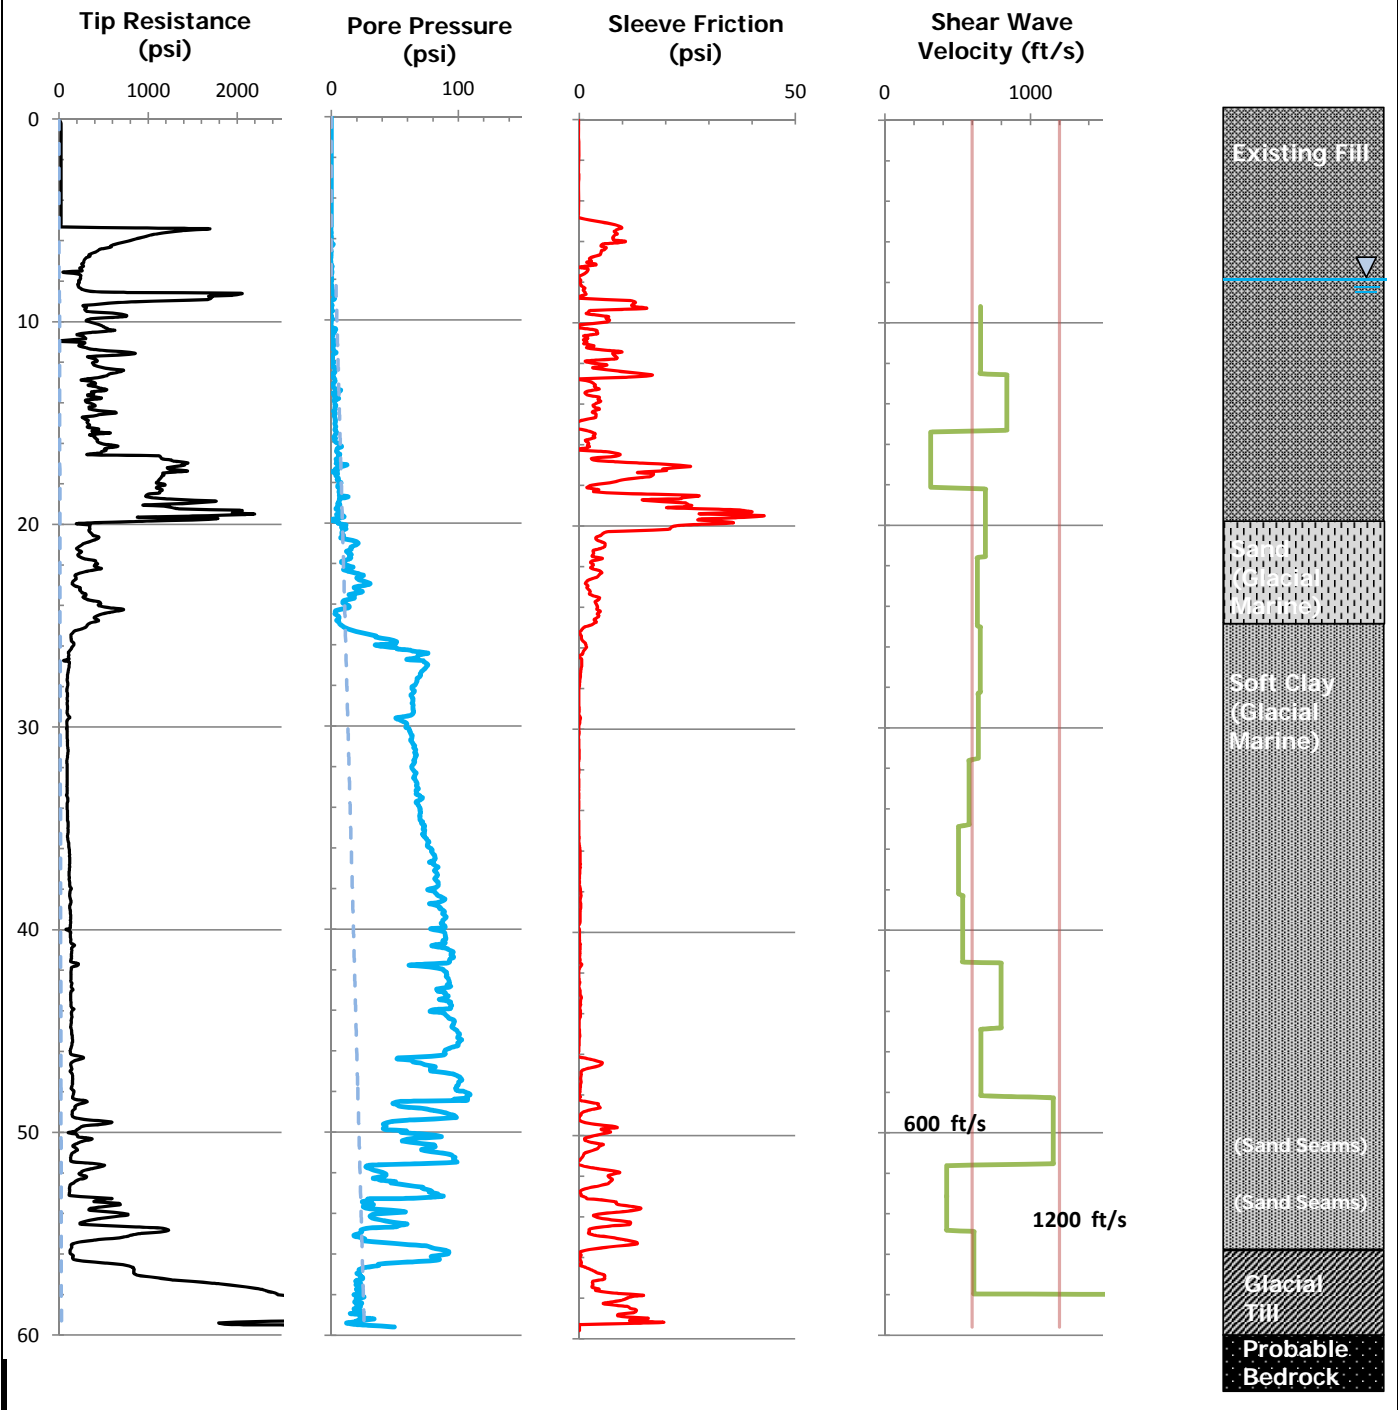 Tip Resistance
(psi)
Pore Pressure
(psi)
Sleeve Friction
(psi)
Shear Wave
Velocity (ft/s)
0 1000 2000
0 100
0 50
0 1000
0
10
20
30
40
50
60
600 ft/s
1200 ft/s
Existing Fill
Sand
(Glacial
Marine)
Soft Clay
(Glacial
Marine)
(Sand Seams)
(Sand Seams)
Glacial
Till
Probable
Bedrock